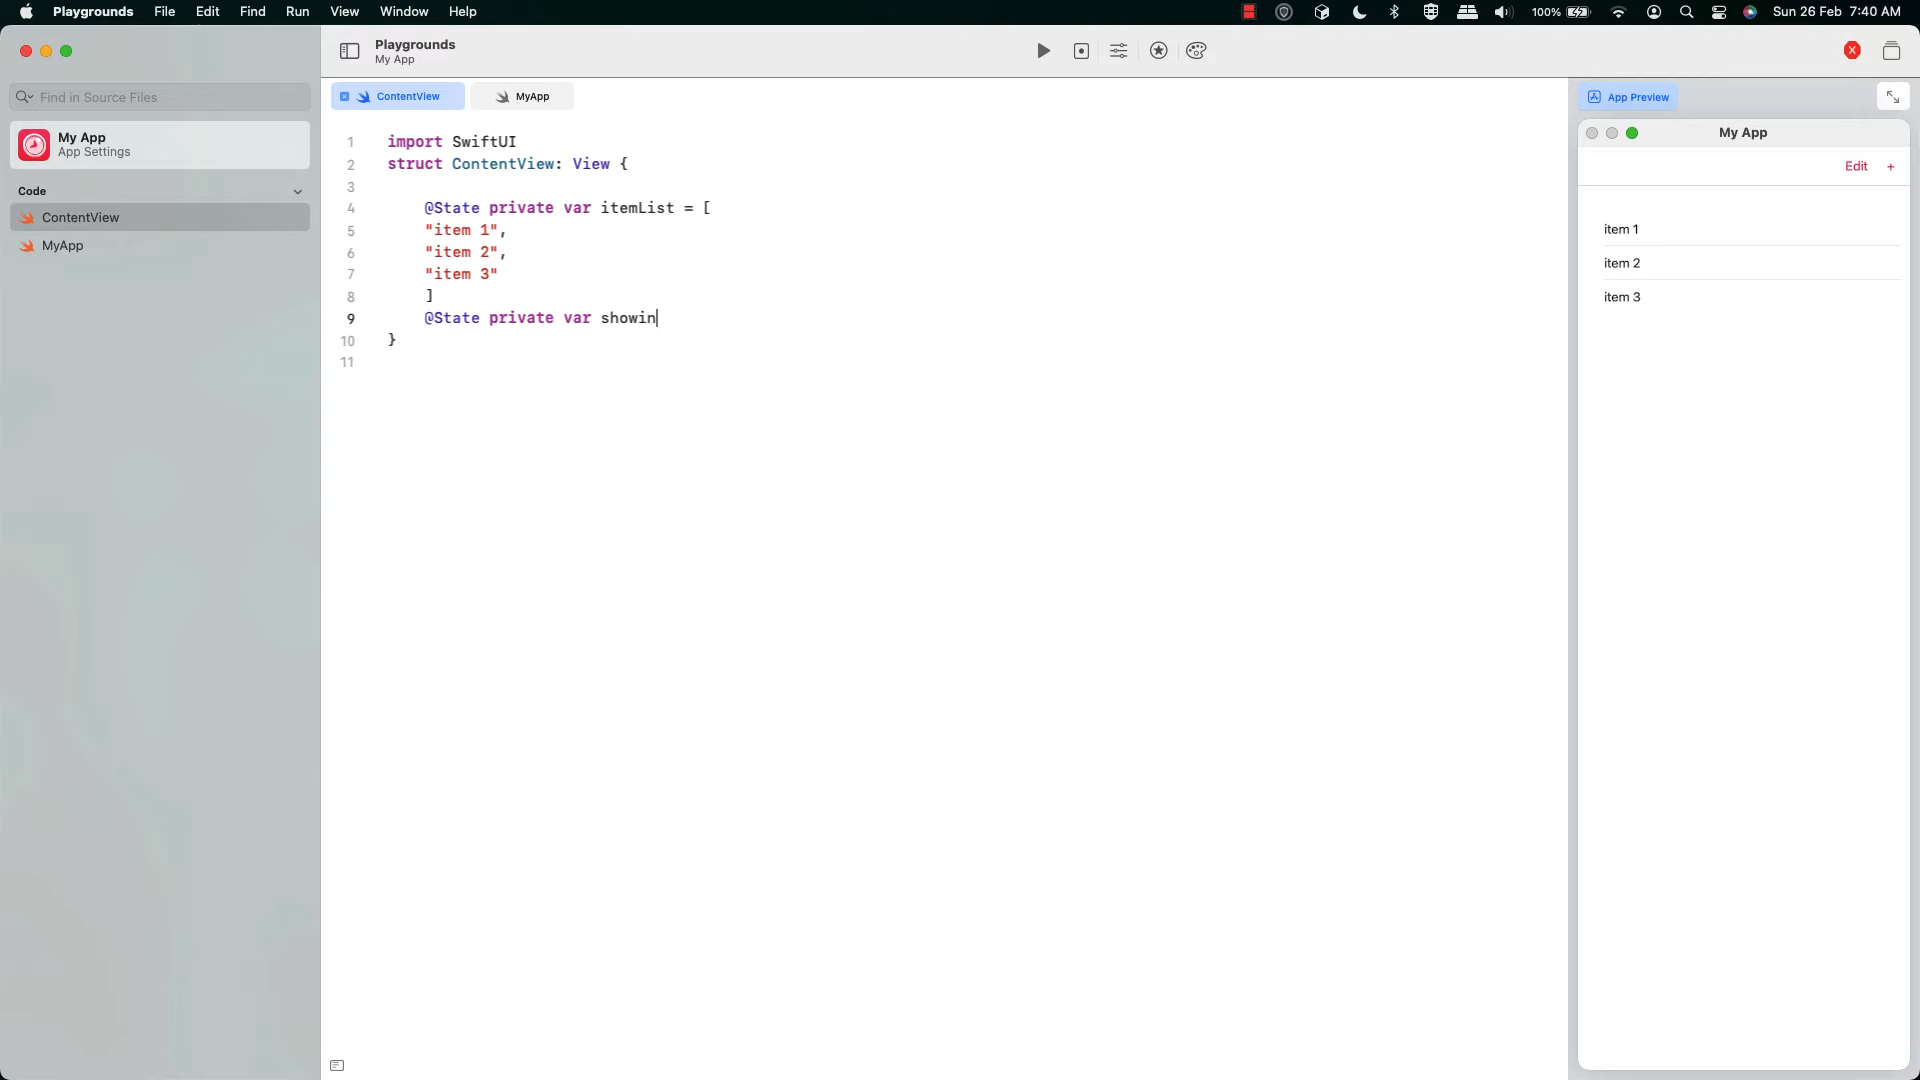 Playgrounds File Edit Find Run View Window Help 100% Sun 26 Feb 7:40 AM
Playgrounds
My App
Find in Source Files
My App
App Settings
Code
ContentView
MyApp
ContentView MyApp
1 import SwiftUI
2 struct ContentView: View {
3
4 @State private var itemList = [
5 "item 1",
6 "item 2",
7 "item 3"
8 ]
9 @State private var showin
10 }
11
App Preview
My App
Edit +
item 1
item 2
item 3